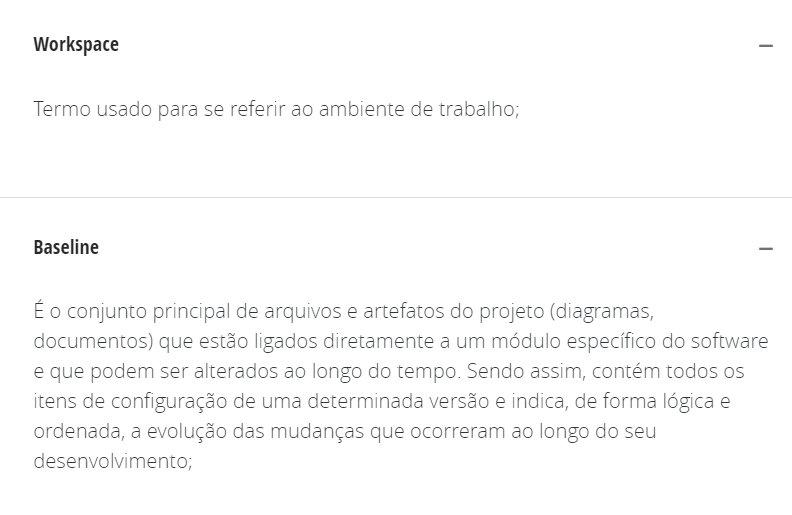 Workspace
Termo usado para se referir ao ambiente de trabalho;
Baseline
É o conjunto principal de arquivos e artefatos do projeto (diagramas,
documentos) que estão ligados diretamente a um módulo específico do software
e que podem ser alterados ao longo do tempo. Sendo assim, contém todos os
itens de configuração de uma determinada versão e indica, de forma lógica e
ordenada, a evolução das mudanças que ocorreram ao longo do seu
desenvolvimento;